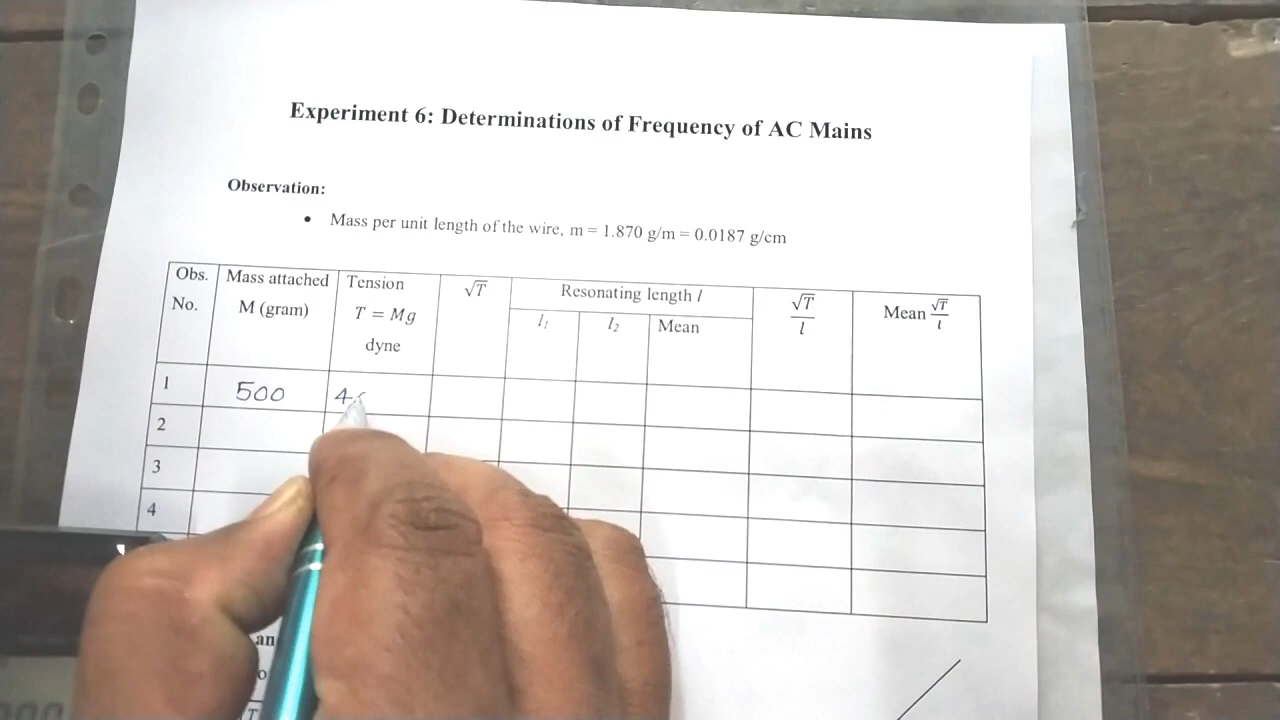 Experiment 6: Determinations of Frequency of AC Mains
Observation:
• Mass per unit length of the wire, m = 1.870 g/m = 0.0187 g/cm
Obs. No.
Mass attached M (gram)
Tension T = Mg dyne
√T
Resonating length l
l₁
l₂
Mean
√T/l
Mean √T/l
1
500
4
2
3
4
an